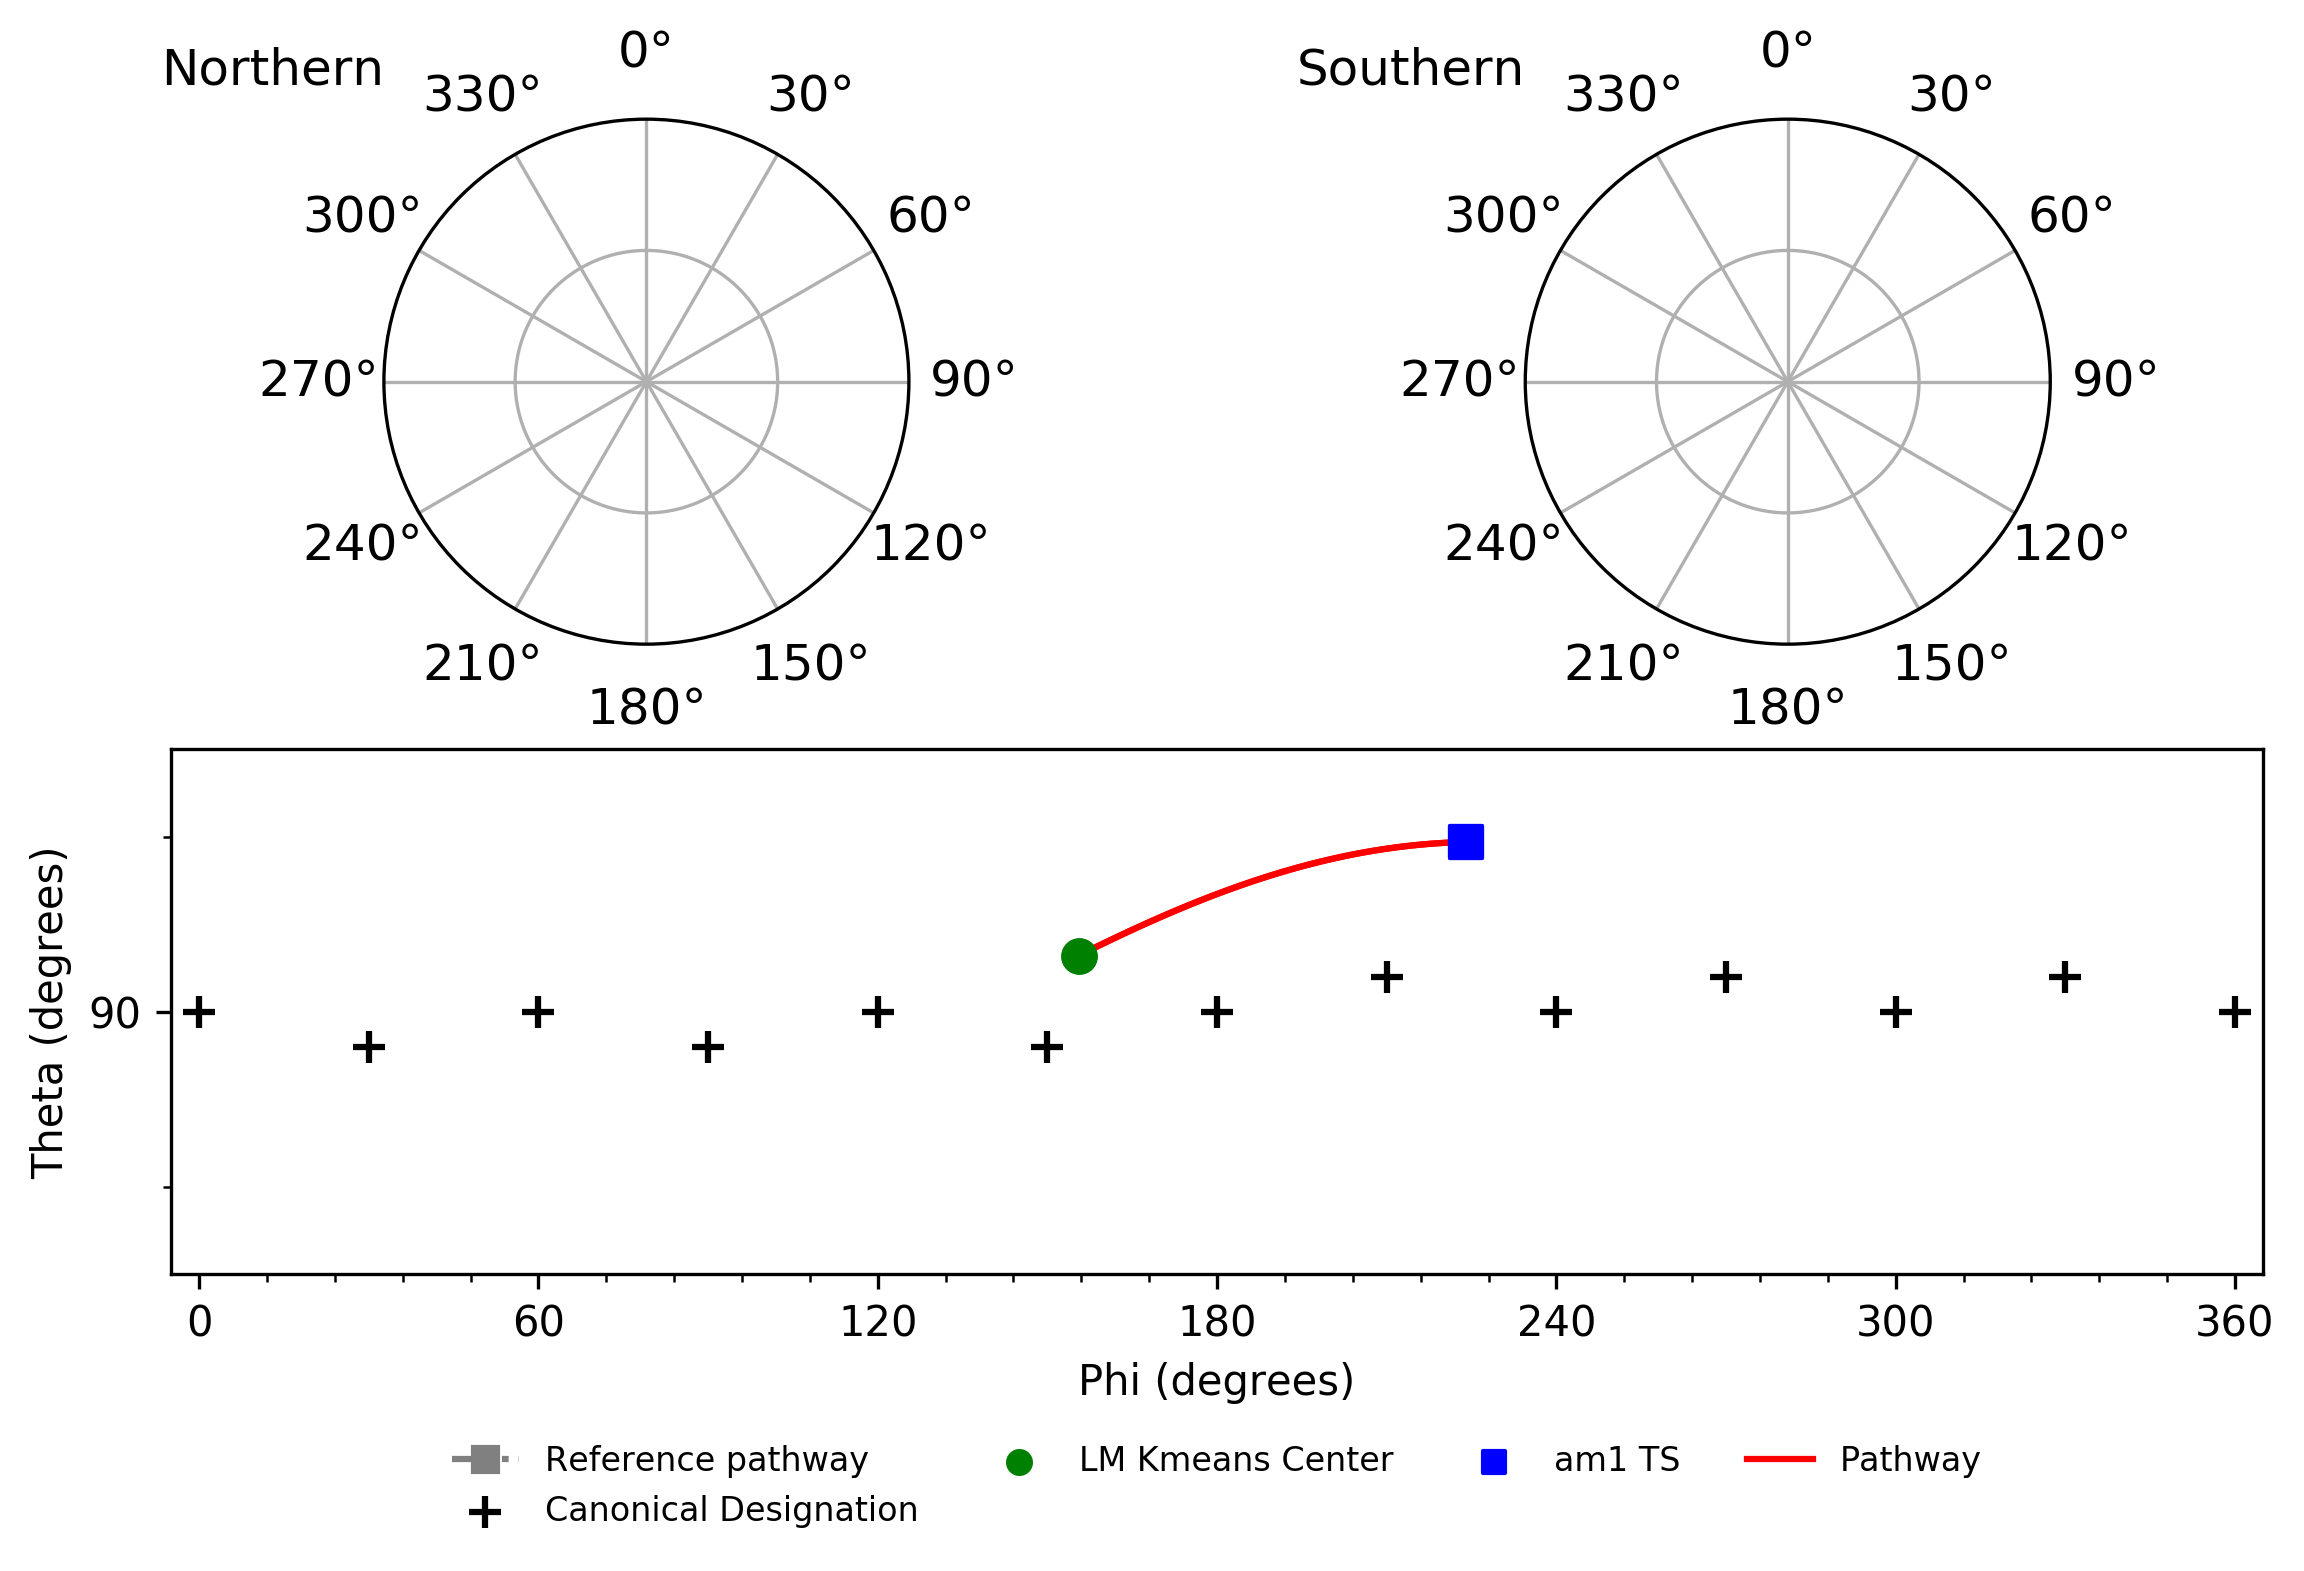 Northern
0°
330°
30°
300°
60°
270°
90°
240°
120°
210°
150°
180°
Southern
0°
330°
30°
300°
60°
270°
90°
240°
120°
210°
150°
180°
Theta (degrees)
90
0 60 120 180 240 300 360
Phi (degrees)
Reference pathway
Canonical Designation
LM Kmeans Center
am1 TS
Pathway